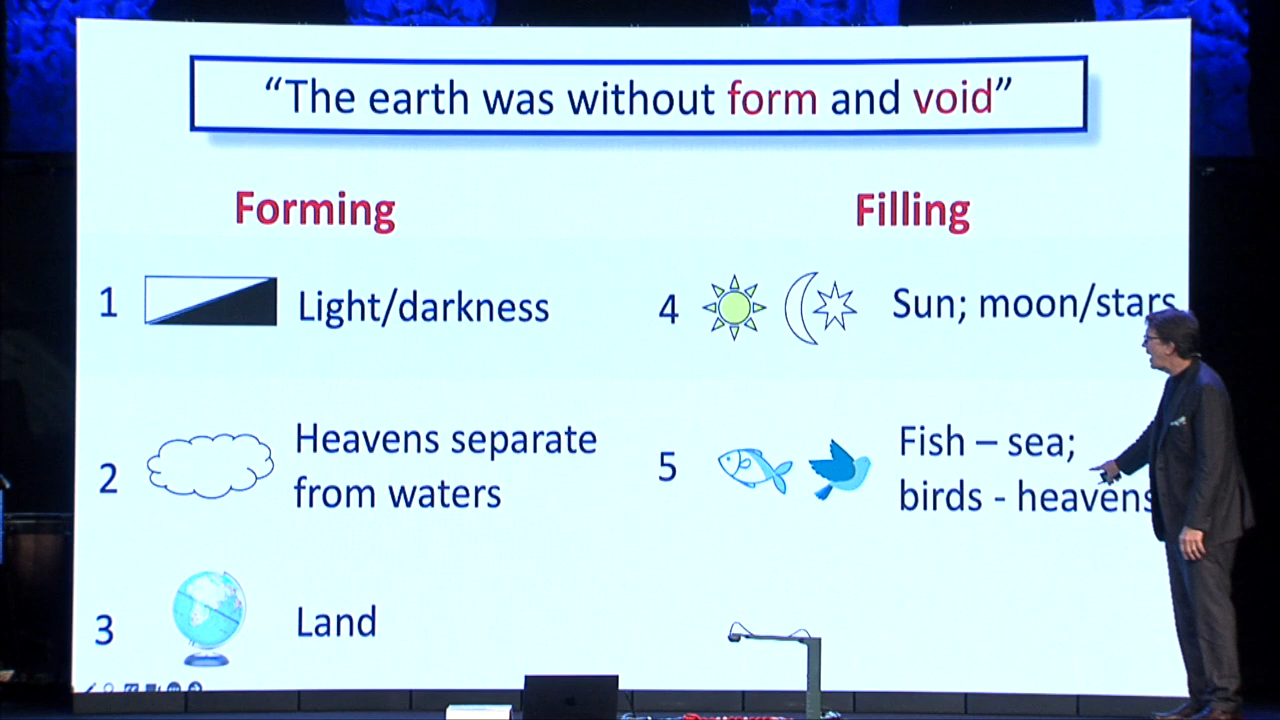 “The earth was without form and void”
Forming
Filling
1
Light/darkness
4
Sun; moon/stars
2
Heavens separate
from waters
5
Fish – sea;
birds - heavens
3
Land